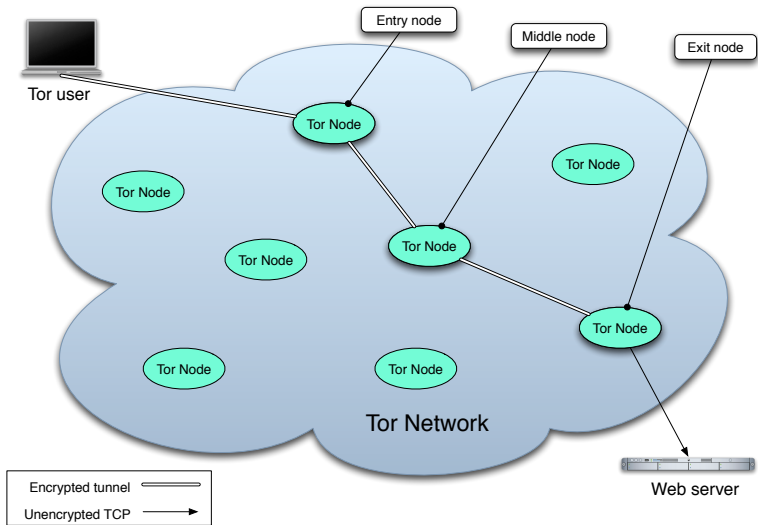 Entry node
Middle node
Exit node
Tor user
Tor Node
Tor Node
Tor Node
Tor Node
Tor Node
Tor Node
Tor Node
Tor Node
Tor Network
Web server
Encrypted tunnel
Unencrypted TCP